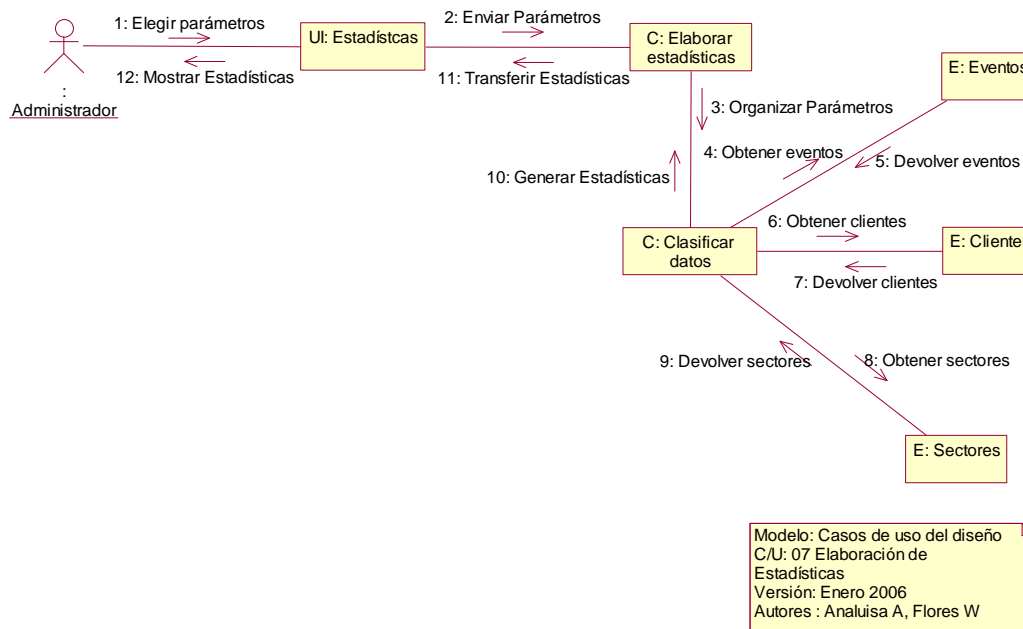 1: Elegir parámetros
12: Mostrar Estadísticas
:
Administrador
UI: Estadístcas
2: Enviar Parámetros
11: Transferir Estadísticas
C: Elaborar
estadísticas
E: Eventos
3: Organizar Parámetros
4: Obtener eventos
5: Devolver eventos
10: Generar Estadísticas
C: Clasificar
datos
6: Obtener clientes
7: Devolver clientes
E: Cliente
9: Devolver sectores
8: Obtener sectores
E: Sectores
Modelo: Casos de uso del diseño
C/U: 07 Elaboración de
Estadísticas
Versión: Enero 2006
Autores : Analuisa A, Flores W